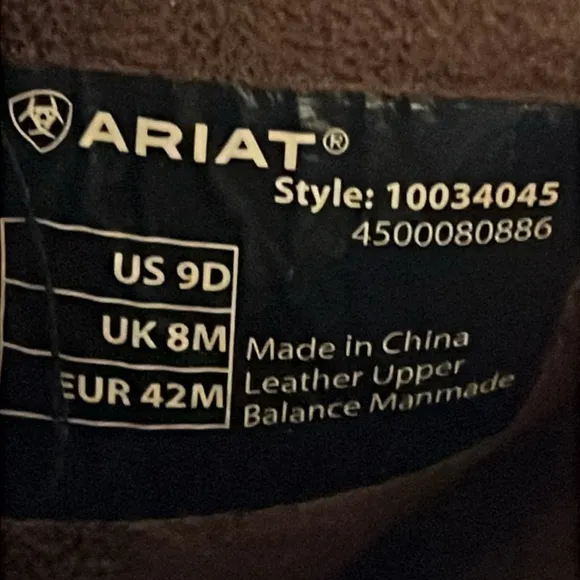 ARIAT®
Style: 10034045
4500080886
US 9D
UK 8M
EUR 42M
Made in China
Leather Upper
Balance Manmade